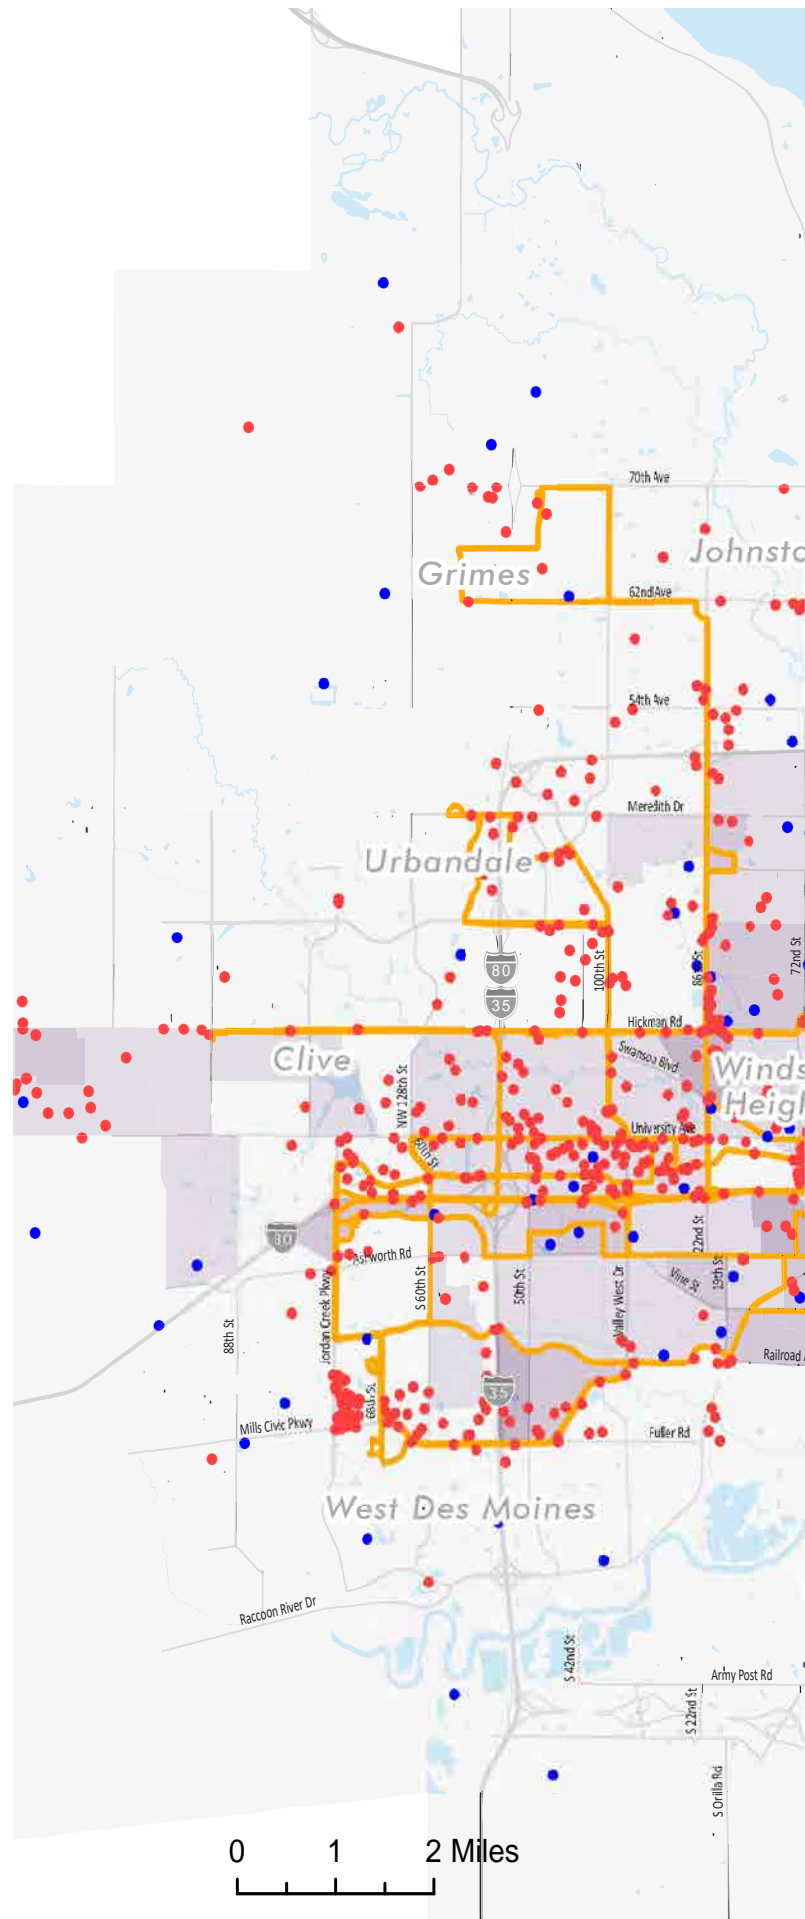 70th Ave
Johnsto
Grimes
62nd Ave
54th Ave
Meredith Dr
Urbandale
72nd St
86th St
100th St
80
35
Hickman Rd
Swanson Blvd
Clive
Winds
Heigh
NW 128th St
University Ave
60th St
80
22nd St
Ashworth Rd
Vine St
19th St
S 60th St
50th St
Valley West Dr
Jordan Creek Pkwy
88th St
Railroad
68th St
35
Mills Civic Pkwy
Fuller Rd
West Des Moines
Raccoon River Dr
S 42nd St
Army Post Rd
S 22nd St
S Orilla Rd
0 1 2 Miles